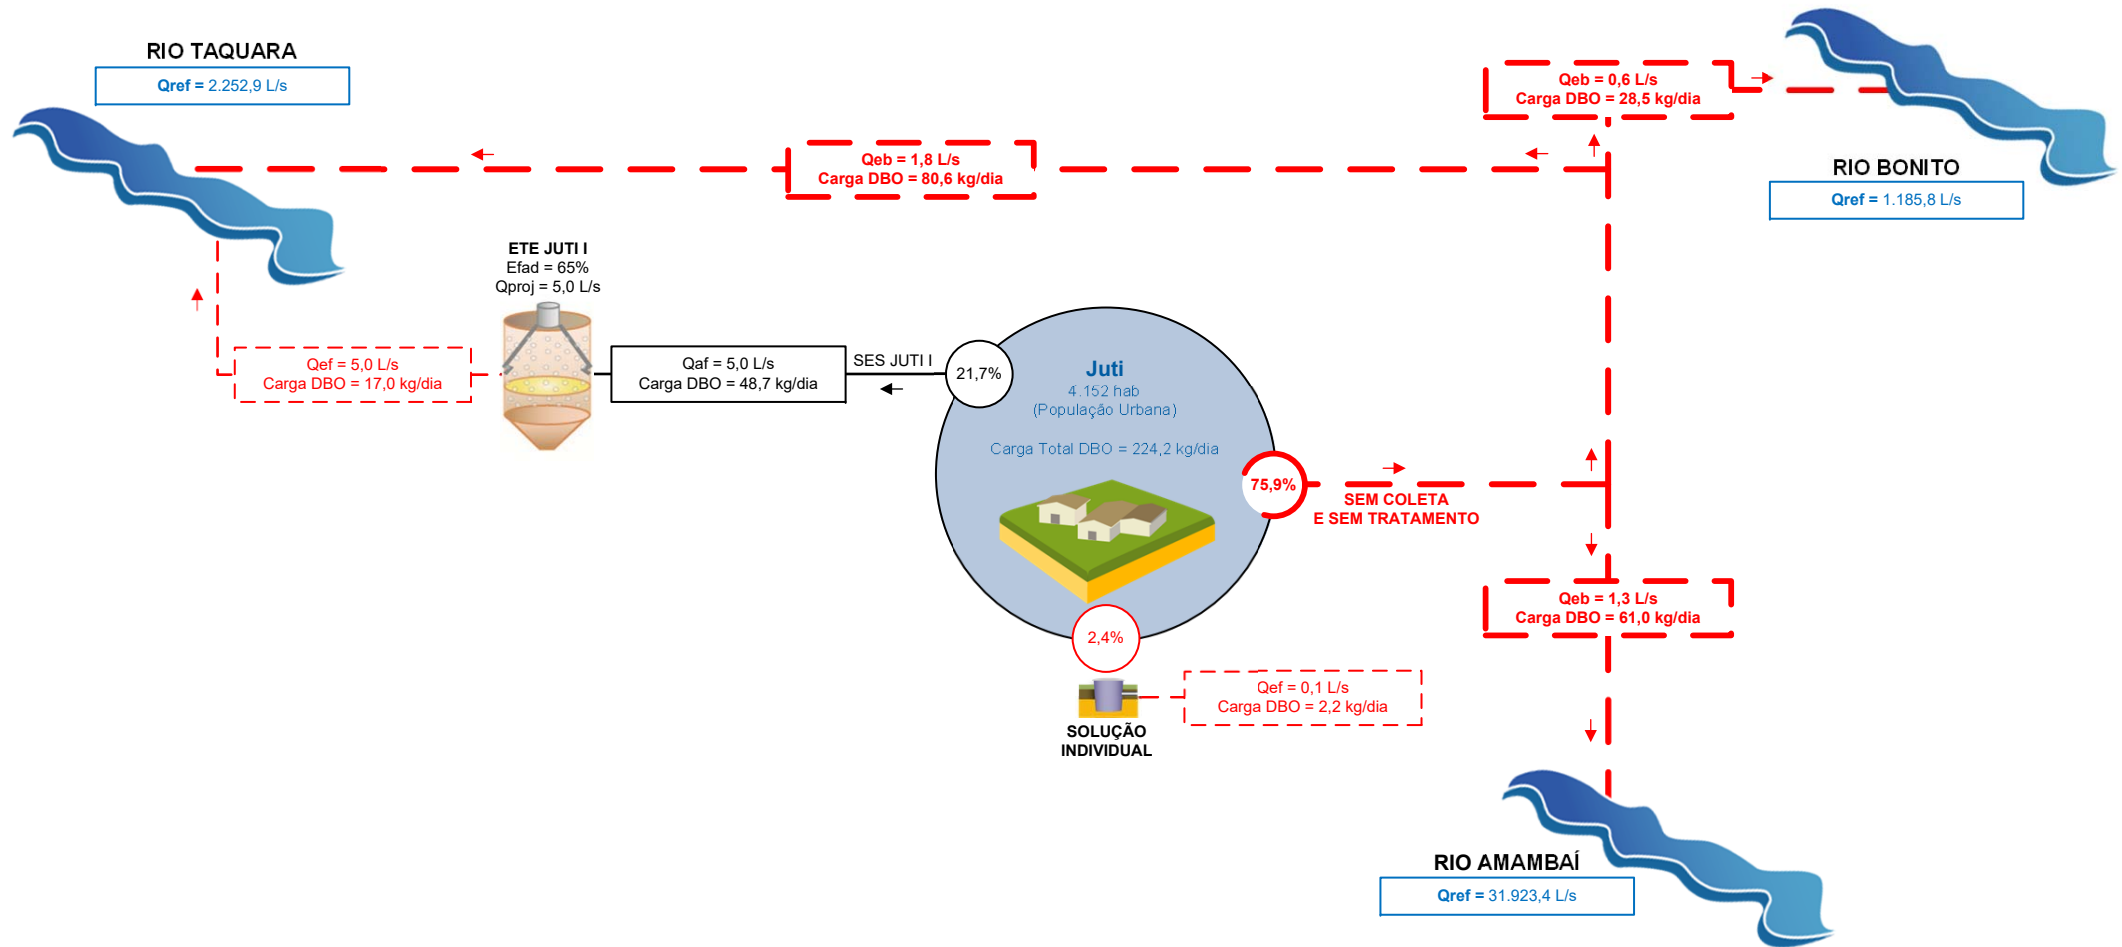 RIO TAQUARA
Qref = 2.252,9 L/s
Qeb = 0,6 L/s
Carga DBO = 28,5 kg/dia
Qeb = 1,8 L/s
Carga DBO = 80,6 kg/dia
RIO BONITO
Qref = 1.185,8 L/s
ETE JUTI I
Efad = 65%
Qproj = 5,0 L/s
Qef = 5,0 L/s
Carga DBO = 17,0 kg/dia
Qaf = 5,0 L/s
Carga DBO = 48,7 kg/dia
SES JUTI I
21,7%
Juti
4.152 hab
(População Urbana)
Carga Total DBO = 224,2 kg/dia
75,9%
SEM COLETA
E SEM TRATAMENTO
Qeb = 1,3 L/s
Carga DBO = 61,0 kg/dia
2,4%
Qef = 0,1 L/s
Carga DBO = 2,2 kg/dia
SOLUÇÃO
INDIVIDUAL
RIO AMAMBAÍ
Qref = 31.923,4 L/s